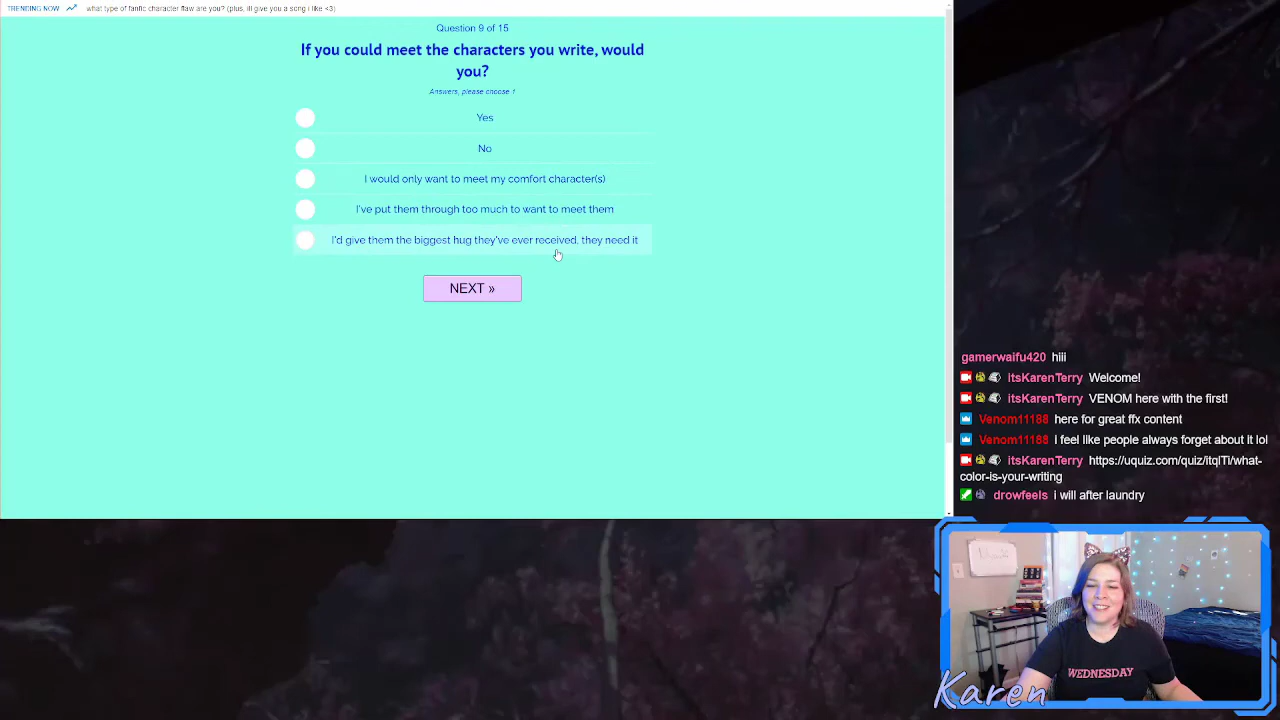 TRENDING NOW what type of fanfic character flaw are you? (plus, ill give you a song i like <3)
Question 9 of 15
If you could meet the characters you write, would
you?
Answers, please choose 1
Yes
No
I would only want to meet my comfort character(s)
I've put them through too much to want to meet them
I'd give them the biggest hug they've ever received, they need it
NEXT »
gamerwaifu420 hiii
itsKarenTerry Welcome!
itsKarenTerry VENOM here with the first!
Venom11188 here for great ffx content
Venom11188 i feel like people always forget about it lol
itsKarenTerry https://uquiz.com/quiz/itqlTi/what-
color-is-your-writing
drowfeels i will after laundry
WEDNESDAY
Karen